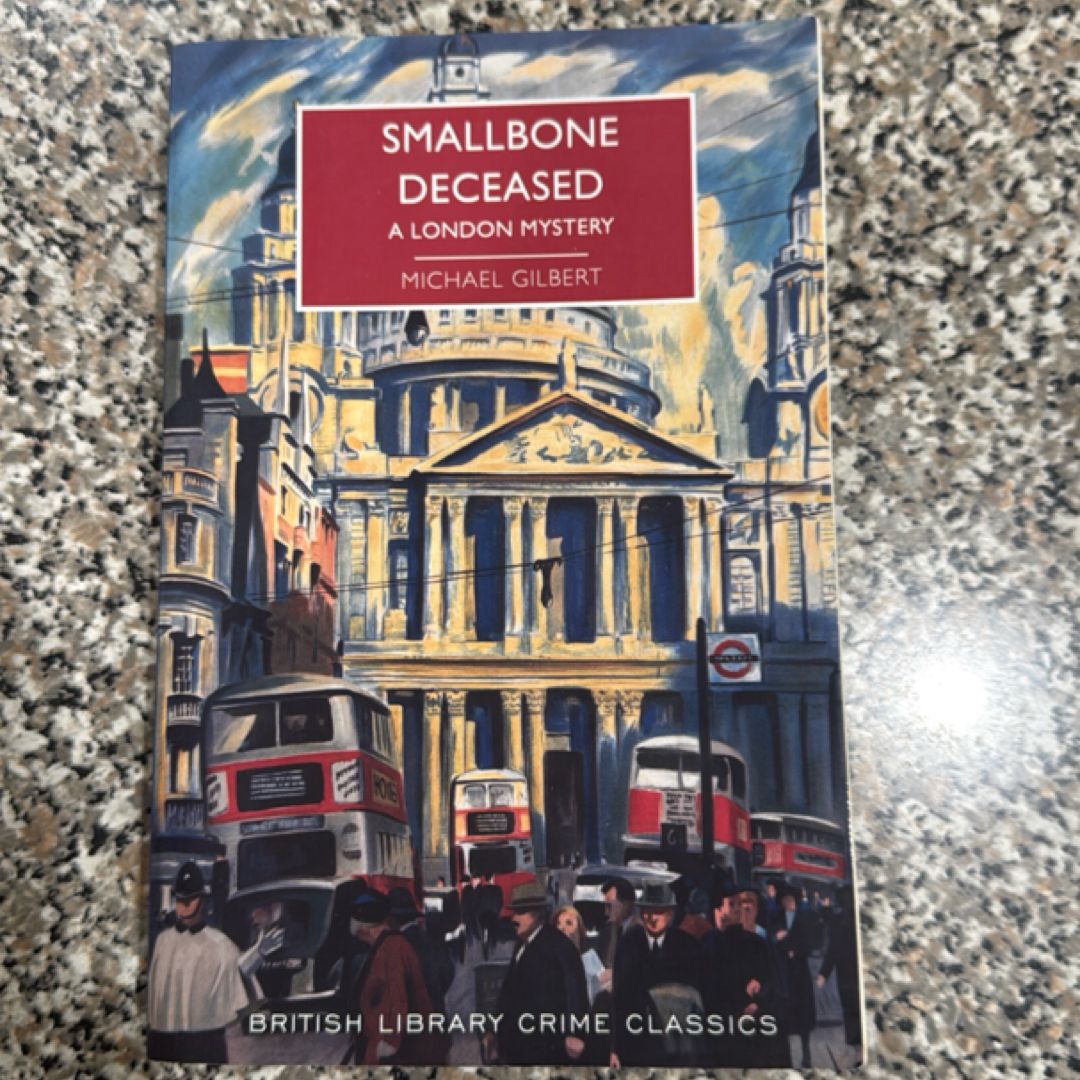 SMALLBONE
DECEASED
A LONDON MYSTERY
MICHAEL GILBERT
BRITISH LIBRARY CRIME CLASSICS